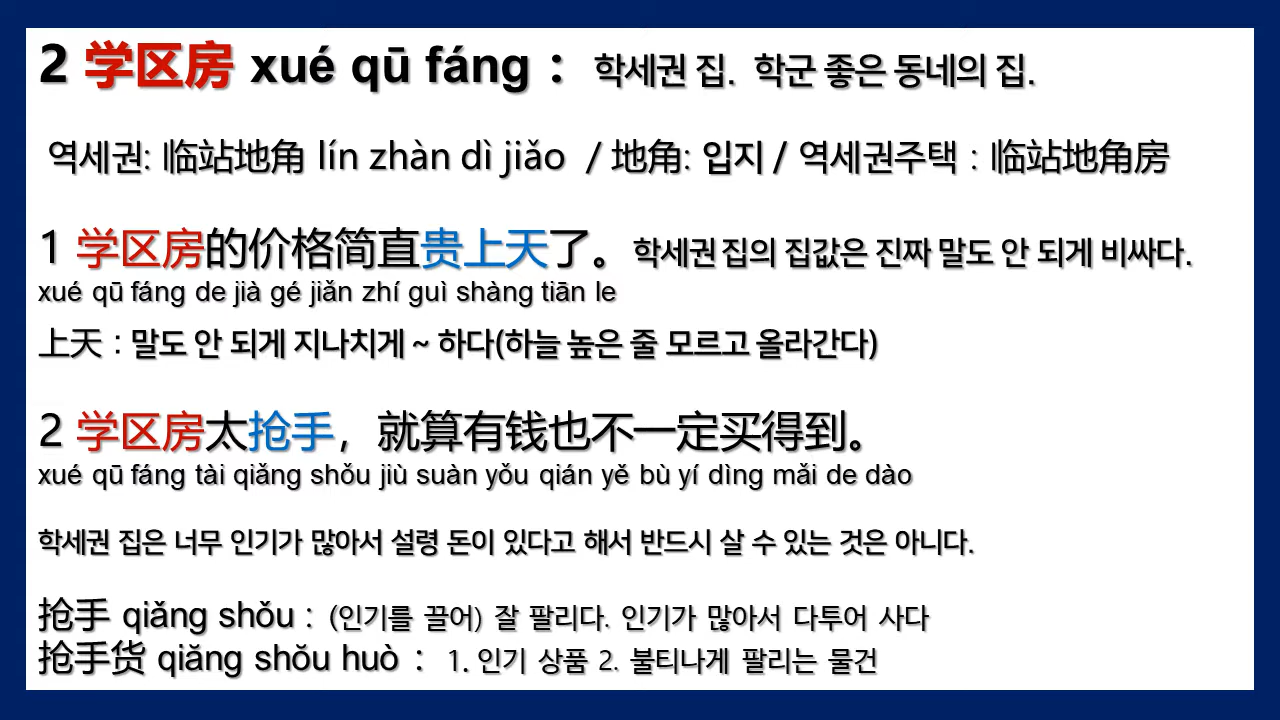 2 学区房 xué qū fáng : 학세권 집. 학군 좋은 동네의 집.
역세권: 临站地角 lín zhàn dì jiǎo / 地角: 입지 / 역세권주택 : 临站地角房
1 学区房的价格简直贵上天了。학세권 집의 집값은 진짜 말도 안 되게 비싸다.
xué qū fáng de jià gé jiǎn zhí guì shàng tiān le
上天 : 말도 안 되게 지나치게 ~ 하다(하늘 높은 줄 모르고 올라간다)
2 学区房太抢手，就算有钱也不一定买得到。
xué qū fáng tài qiǎng shǒu jiù suàn yǒu qián yě bù yí dìng mǎi de dào
학세권 집은 너무 인기가 많아서 설령 돈이 있다고 해서 반드시 살 수 있는 것은 아니다.
抢手 qiǎng shǒu : (인기를 끌어) 잘 팔리다. 인기가 많아서 다투어 사다
抢手货 qiǎng shǒu huò : 1. 인기 상품 2. 불티나게 팔리는 물건